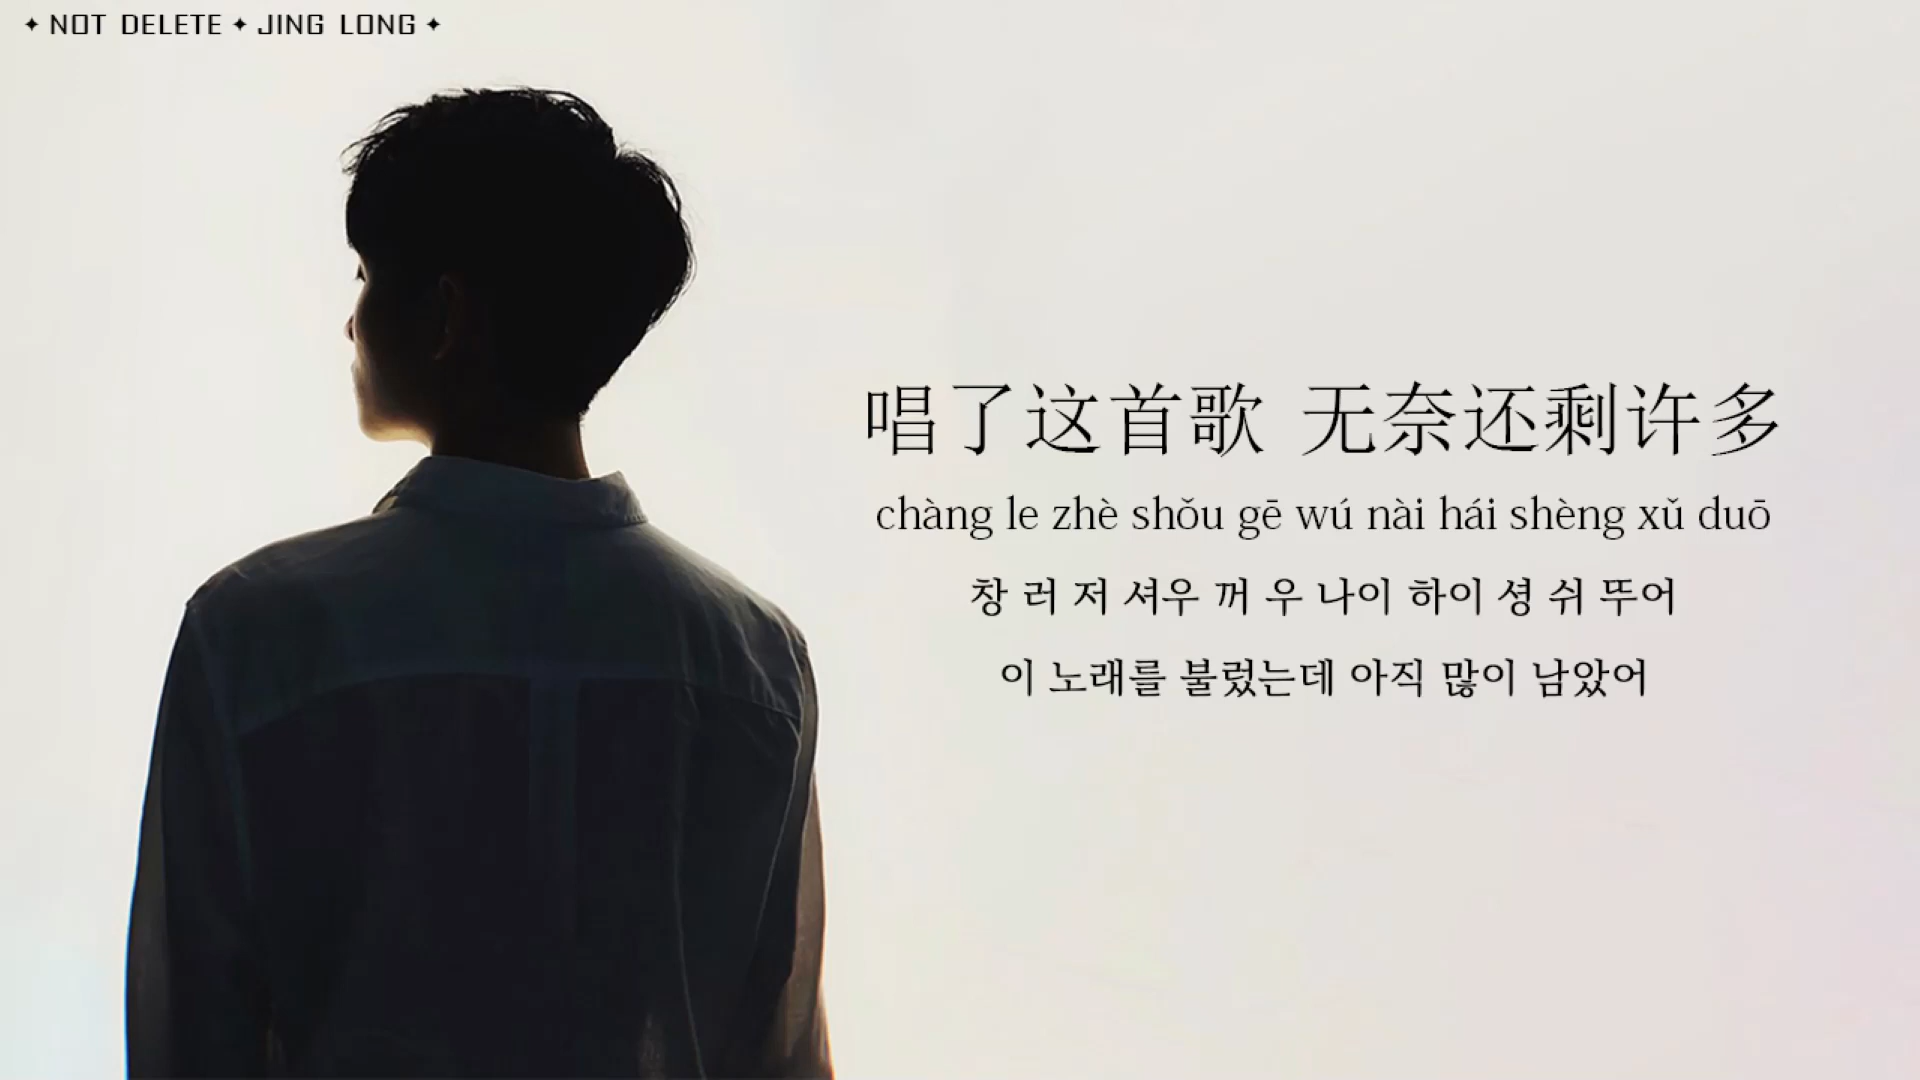 ✦ NOT DELETE ✦ JING LONG ✦
唱了这首歌 无奈还剩许多
chàng le zhè shǒu gē wú nài hái shèng xǔ duō
창 러 저 셔우 꺼 우 나이 하이 셩 쉬 뚜어
이 노래를 불렀는데 아직 많이 남았어